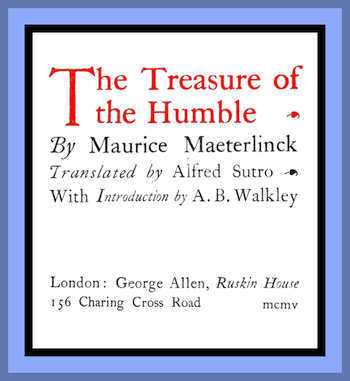 The Treasure of
the Humble
By Maurice Maeterlinck
Translated by Alfred Sutro
With Introduction by A. B. Walkley
London: George Allen, Ruskin House
156 Charing Cross Road mcmv